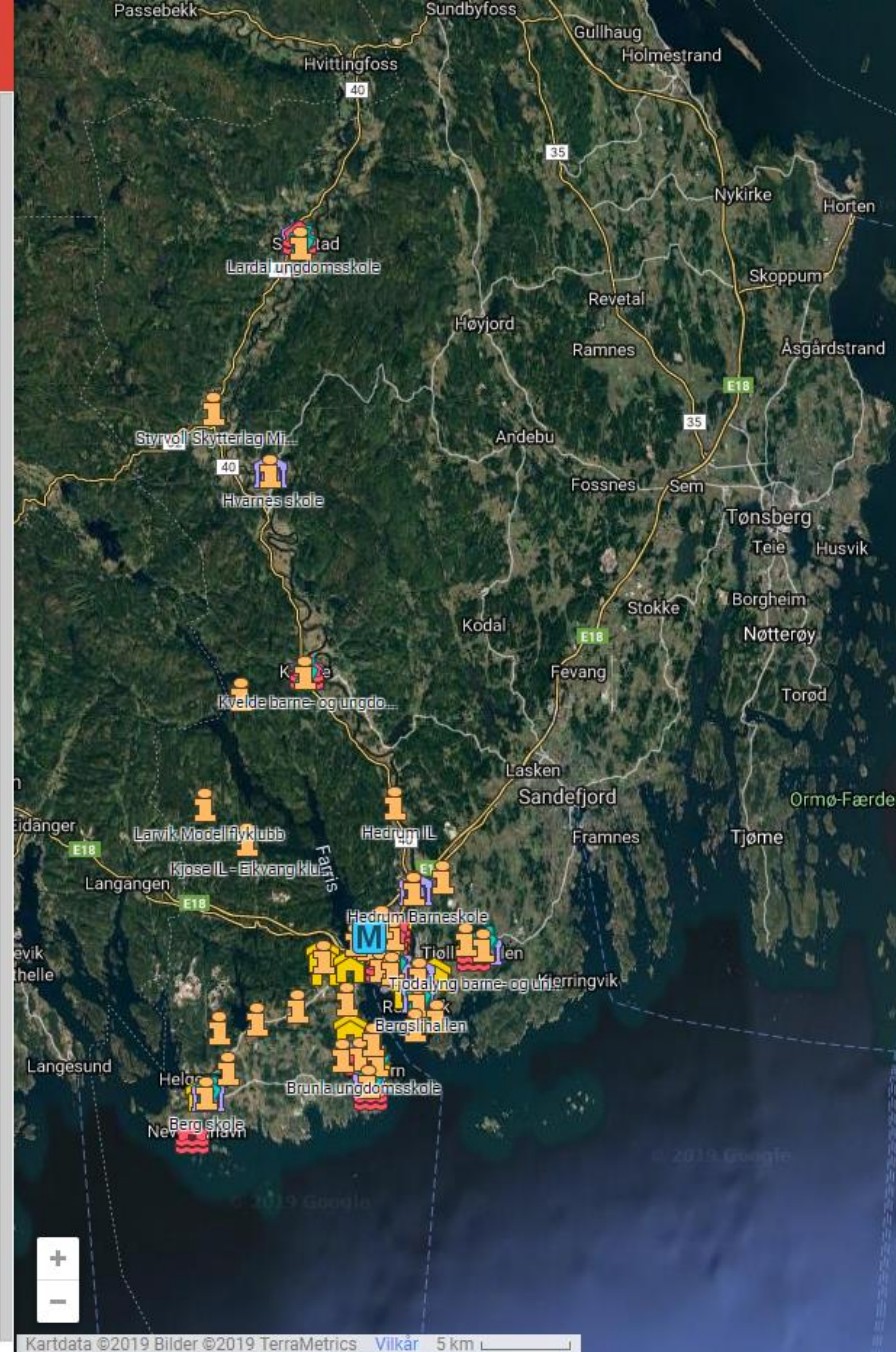 Passebekk
Sundbyfoss
Gullhaug
Holmestrand
Hvittingfoss
40
35
Nykirke
Horten
Lardal ungdomsskole
Skoppum
Revetal
Høyjord
Ramnes
Åsgårdstrand
E18
35
Styrvoll Skytterlag Mi...
Andebu
40
Fossnes
Sem
Hvarnes skole
Tønsberg
Teie
Husvik
Stokke
Borgheim
Kodal
E18
Nøtterøy
Fevang
Torød
Kvelde barne- og ungdo...
Lasken
Sandefjord
Ormø-Færde
Eidanger
Larvik Modellflyklubb
Hedrum IL
40
Framnes
Tjøme
E18
Kjose IL - Eikvang klu...
Farris
Langangen
E18
Hedrum Barneskole
M
Tjodalyng barne- og un...
Bergslihallen
Langesund
Brunla ungdomsskole
Berg skole
© 2019 Google
© 2019 Google
+
−
Kartdata ©2019 Bilder ©2019 TerraMetrics Vilkår 5 km